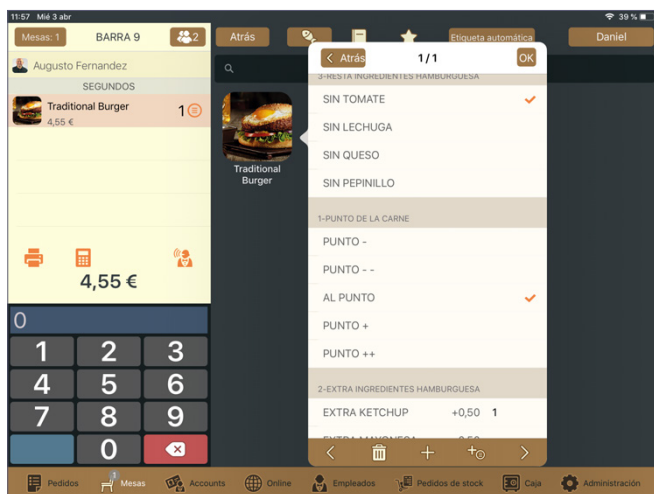 11:57 Mié 3 abr
39 %
Mesas: 1
BARRA 9
2
Augusto Fernandez
SEGUNDOS
Traditional Burger
4,55 €
1
4,55 €
0
1 2 3
4 5 6
7 8 9
0
Atrás
Etiqueta automática
Daniel
Traditional
Burger
Atrás
1/1
OK
3-RESTA INGREDIENTES HAMBURGUESA
SIN TOMATE
SIN LECHUGA
SIN QUESO
SIN PEPINILLO
1-PUNTO DE LA CARNE
PUNTO -
PUNTO - -
AL PUNTO
PUNTO +
PUNTO ++
2-EXTRA INGREDIENTES HAMBURGUESA
EXTRA KETCHUP +0,50 1
Pedidos
1
Mesas
Accounts
Online
Empleados
Pedidos de stock
Caja
Administración